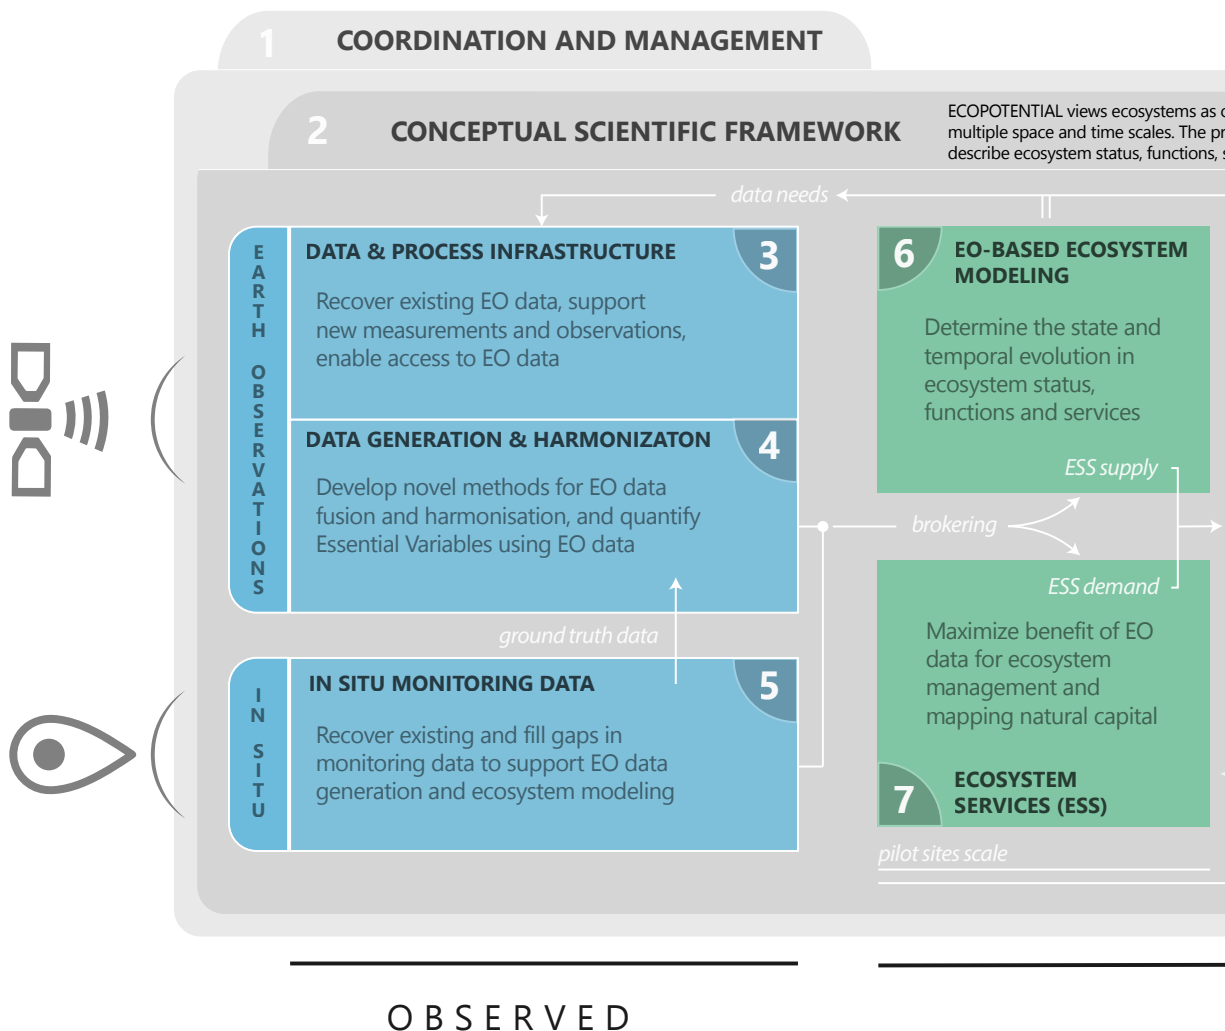 1 COORDINATION AND MANAGEMENT
2 CONCEPTUAL SCIENTIFIC FRAMEWORK
ECOPOTENTIAL views ecosystems as
multiple space and time scales. The
describe ecosystem status, functions,
data needs
EARTH OBSERVATIONS
DATA & PROCESS INFRASTRUCTURE
3
Recover existing EO data, support
new measurements and observations,
enable access to EO data
DATA GENERATION & HARMONIZATON
4
Develop novel methods for EO data
fusion and harmonisation, and quantify
Essential Variables using EO data
ground truth data
IN SITU
IN SITU MONITORING DATA
5
Recover existing and fill gaps in
monitoring data to support EO data
generation and ecosystem modeling
6
EO-BASED ECOSYSTEM
MODELING
Determine the state and
temporal evolution in
ecosystem status,
functions and services
ESS supply
brokering
ESS demand
Maximize benefit of EO
data for ecosystem
management and
mapping natural capital
7
ECOSYSTEM
SERVICES (ESS)
pilot sites scale
OBSERVED